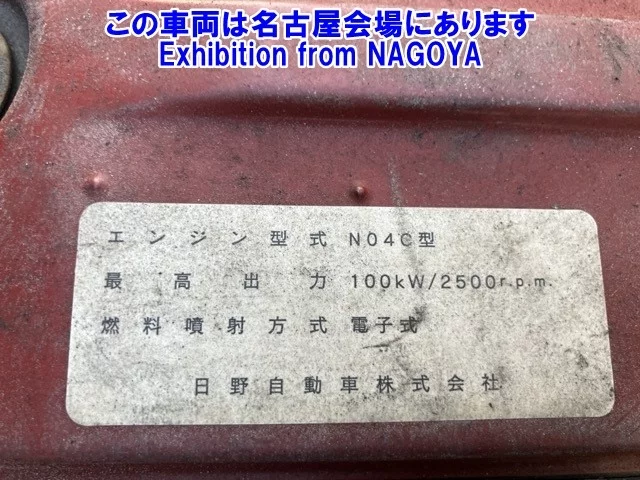 この車両は名古屋会場にあります
Exhibition from NAGOYA
エンジン型式 N04C型
最高出力 100kW/2500r.p.m.
燃料噴射方式 電子式
日野自動車株式会社